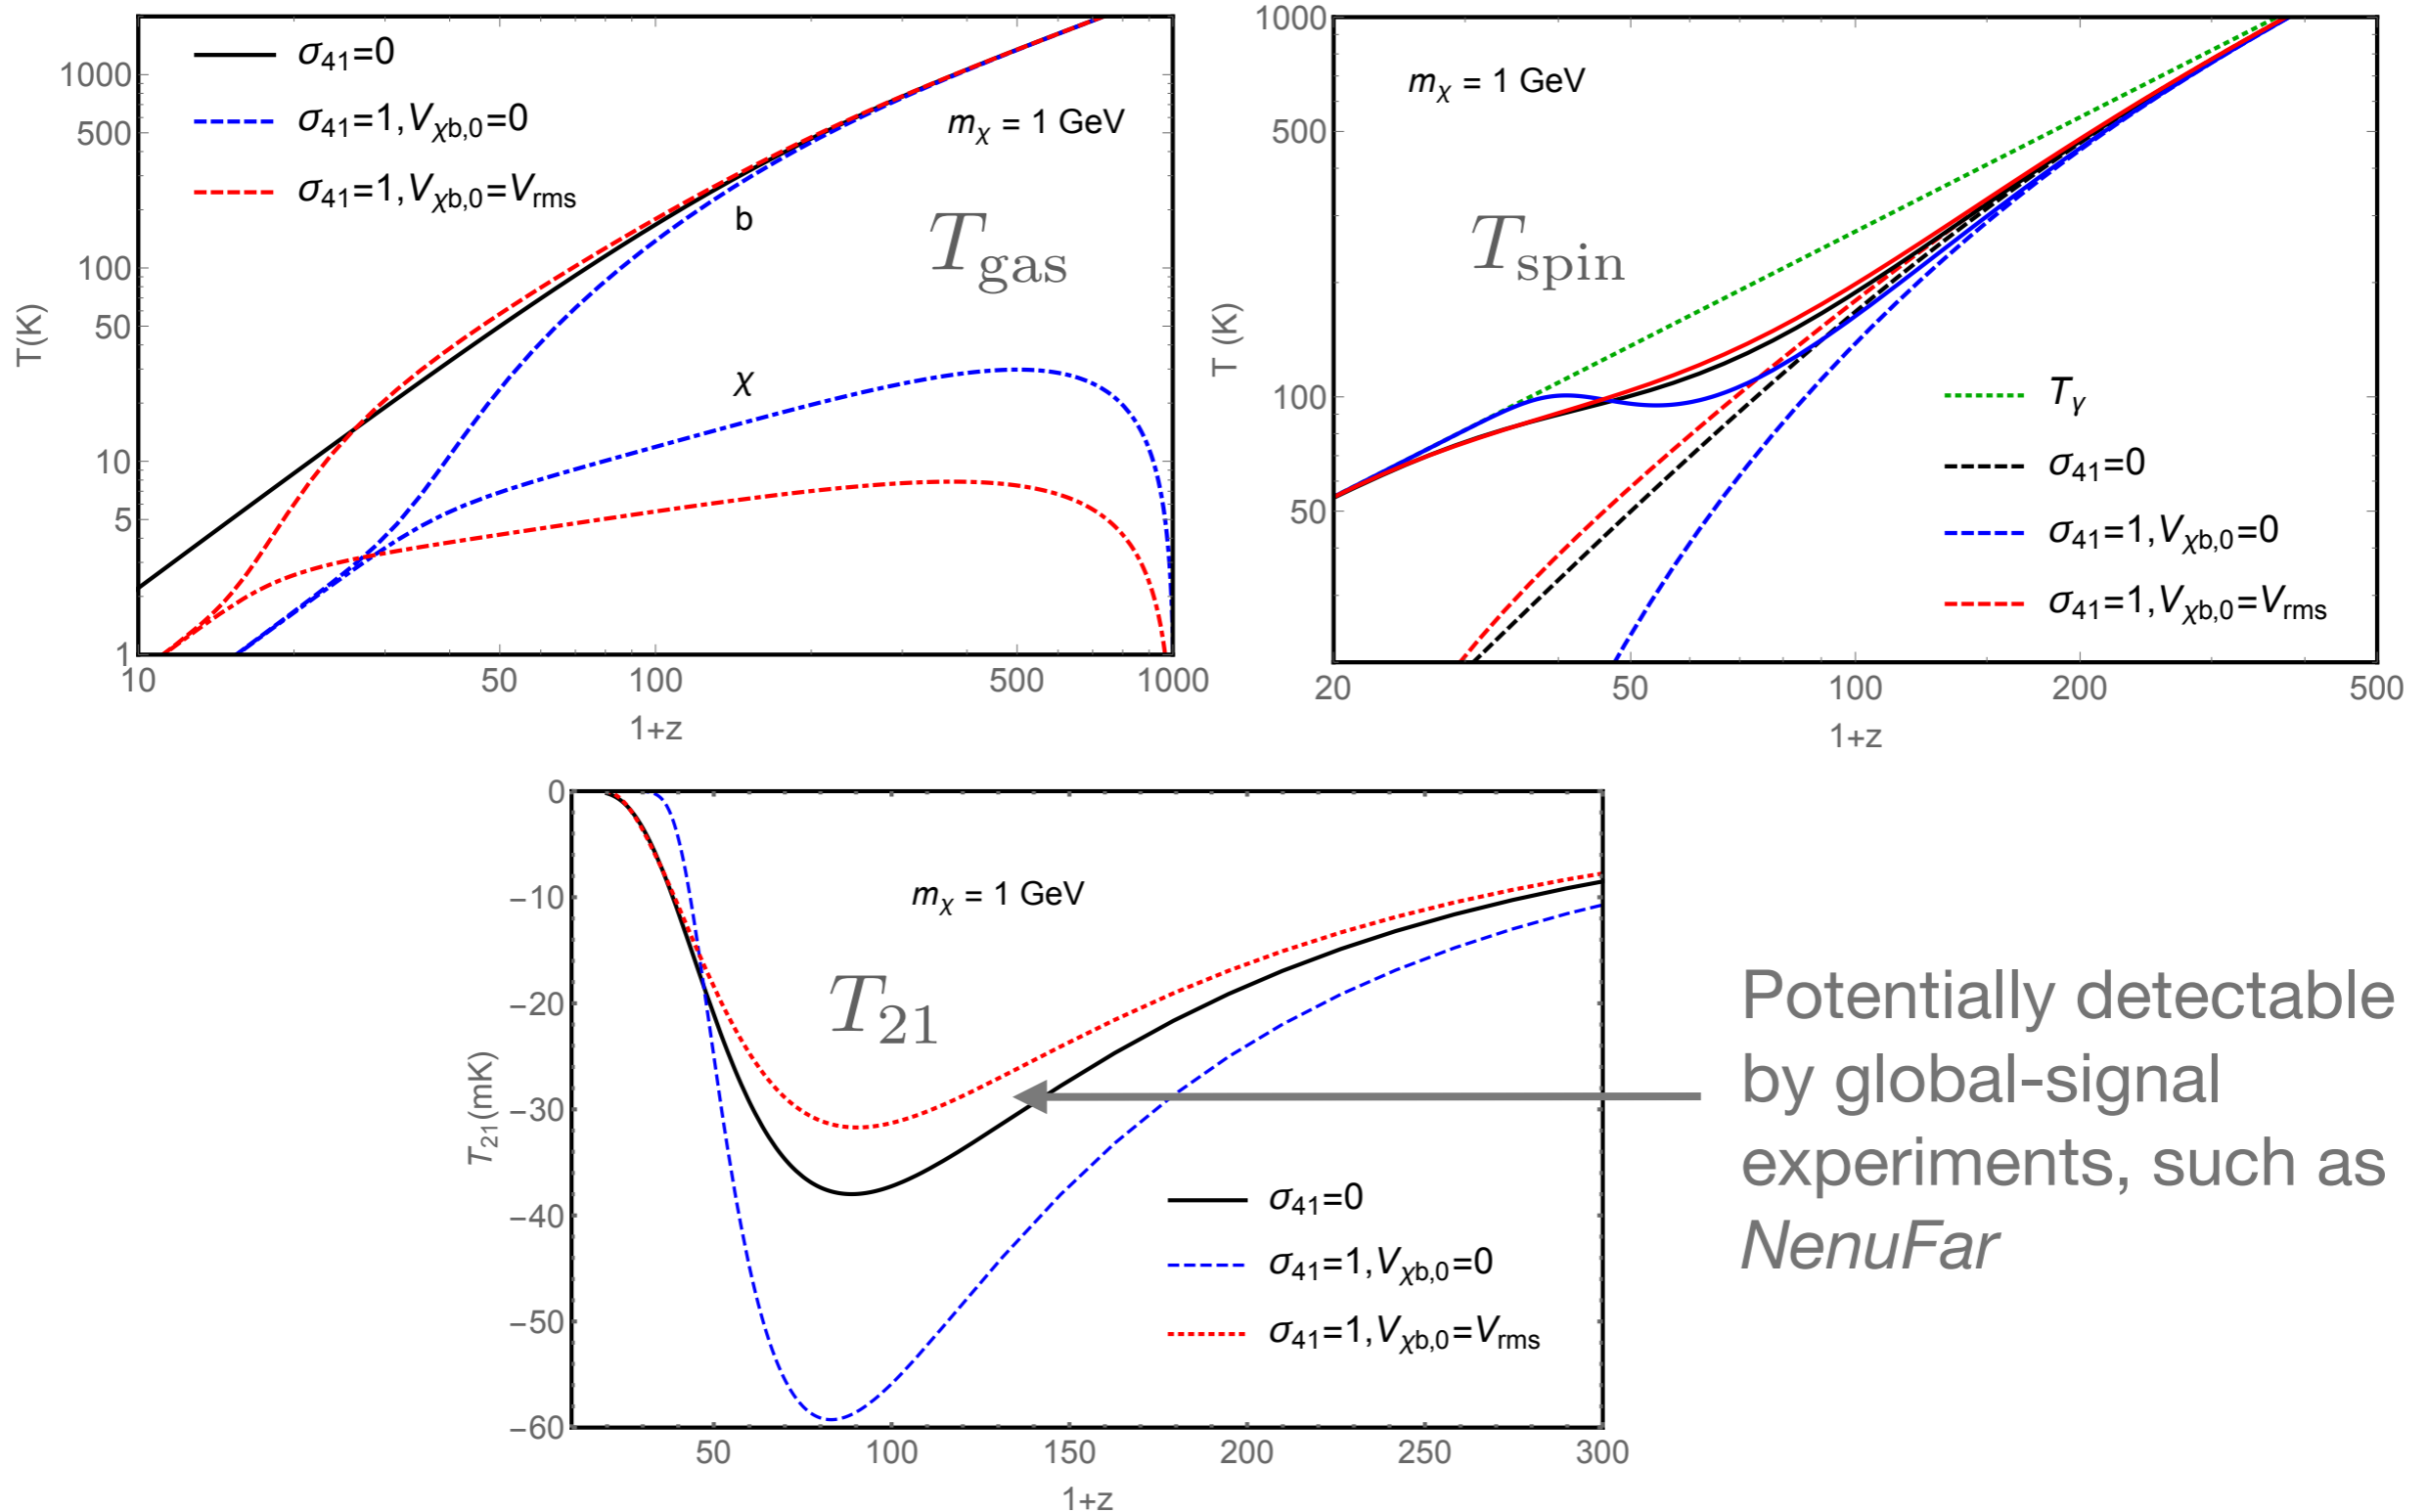 σ41=0
σ41=1,Vχb,0=0
σ41=1,Vχb,0=Vrms
mχ = 1 GeV
b
Tgas
χ
T(K)
1000
500
100
50
10
5
1
10
50
100
500
1000
1+z
mχ = 1 GeV
Tspin
Tγ
σ41=0
σ41=1,Vχb,0=0
σ41=1,Vχb,0=Vrms
T (K)
1000
500
100
50
20
50
100
200
500
1+z
mχ = 1 GeV
T21
σ41=0
σ41=1,Vχb,0=0
σ41=1,Vχb,0=Vrms
T21(mK)
0
−10
−20
−30
−40
−50
−60
50
100
150
200
250
300
1+z
Potentially detectable
by global-signal
experiments, such as
NenuFar